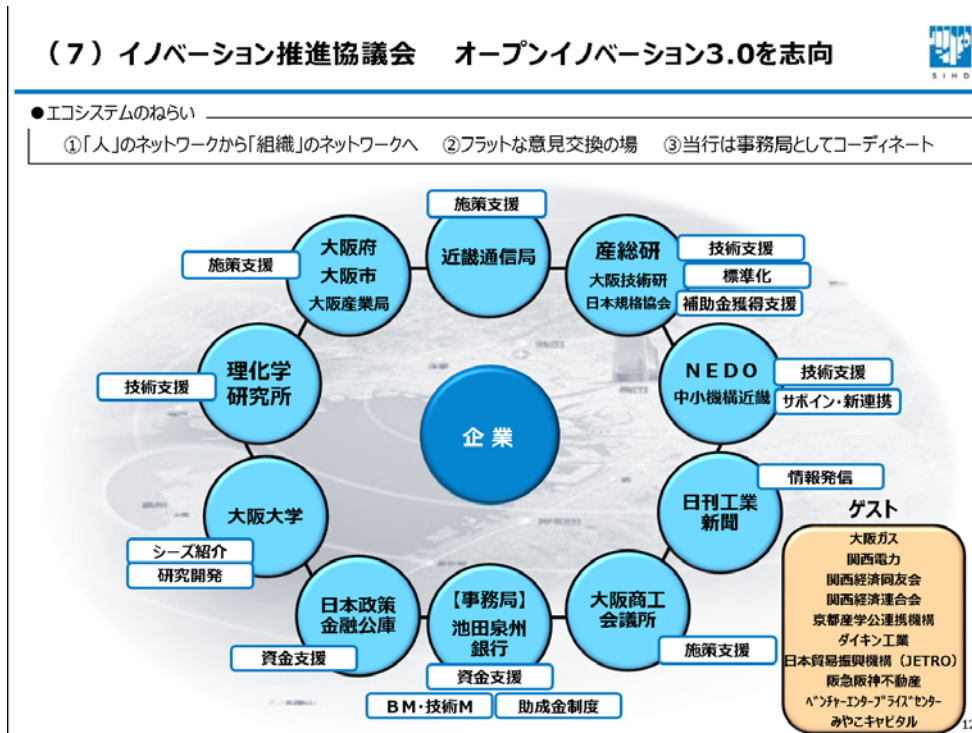 （７）イノベーション推進協議会　オープンイノベーション3.0を志向
SIHD
●エコシステムのねらい
①「人」のネットワークから「組織」のネットワークへ　②フラットな意見交換の場　③当行は事務局としてコーディネート
施策支援
近畿通信局
大阪府
大阪市
大阪産業局
施策支援
産総研
大阪技術研
日本規格協会
技術支援
標準化
補助金獲得支援
理化学
研究所
技術支援
ＮＥＤＯ
中小機構近畿
技術支援
サポイン・新連携
企業
大阪大学
シーズ紹介
研究開発
日刊工業
新聞
情報発信
日本政策
金融公庫
資金支援
【事務局】
池田泉州
銀行
資金支援
ＢＭ・技術Ｍ
助成金制度
大阪商工
会議所
施策支援
ゲスト
大阪ガス
関西電力
関西経済同友会
関西経済連合会
京都産学公連携機構
ダイキン工業
日本貿易振興機構（JETRO）
阪急阪神不動産
ベンチャーエンタープライズセンター
みやこキャピタル
12